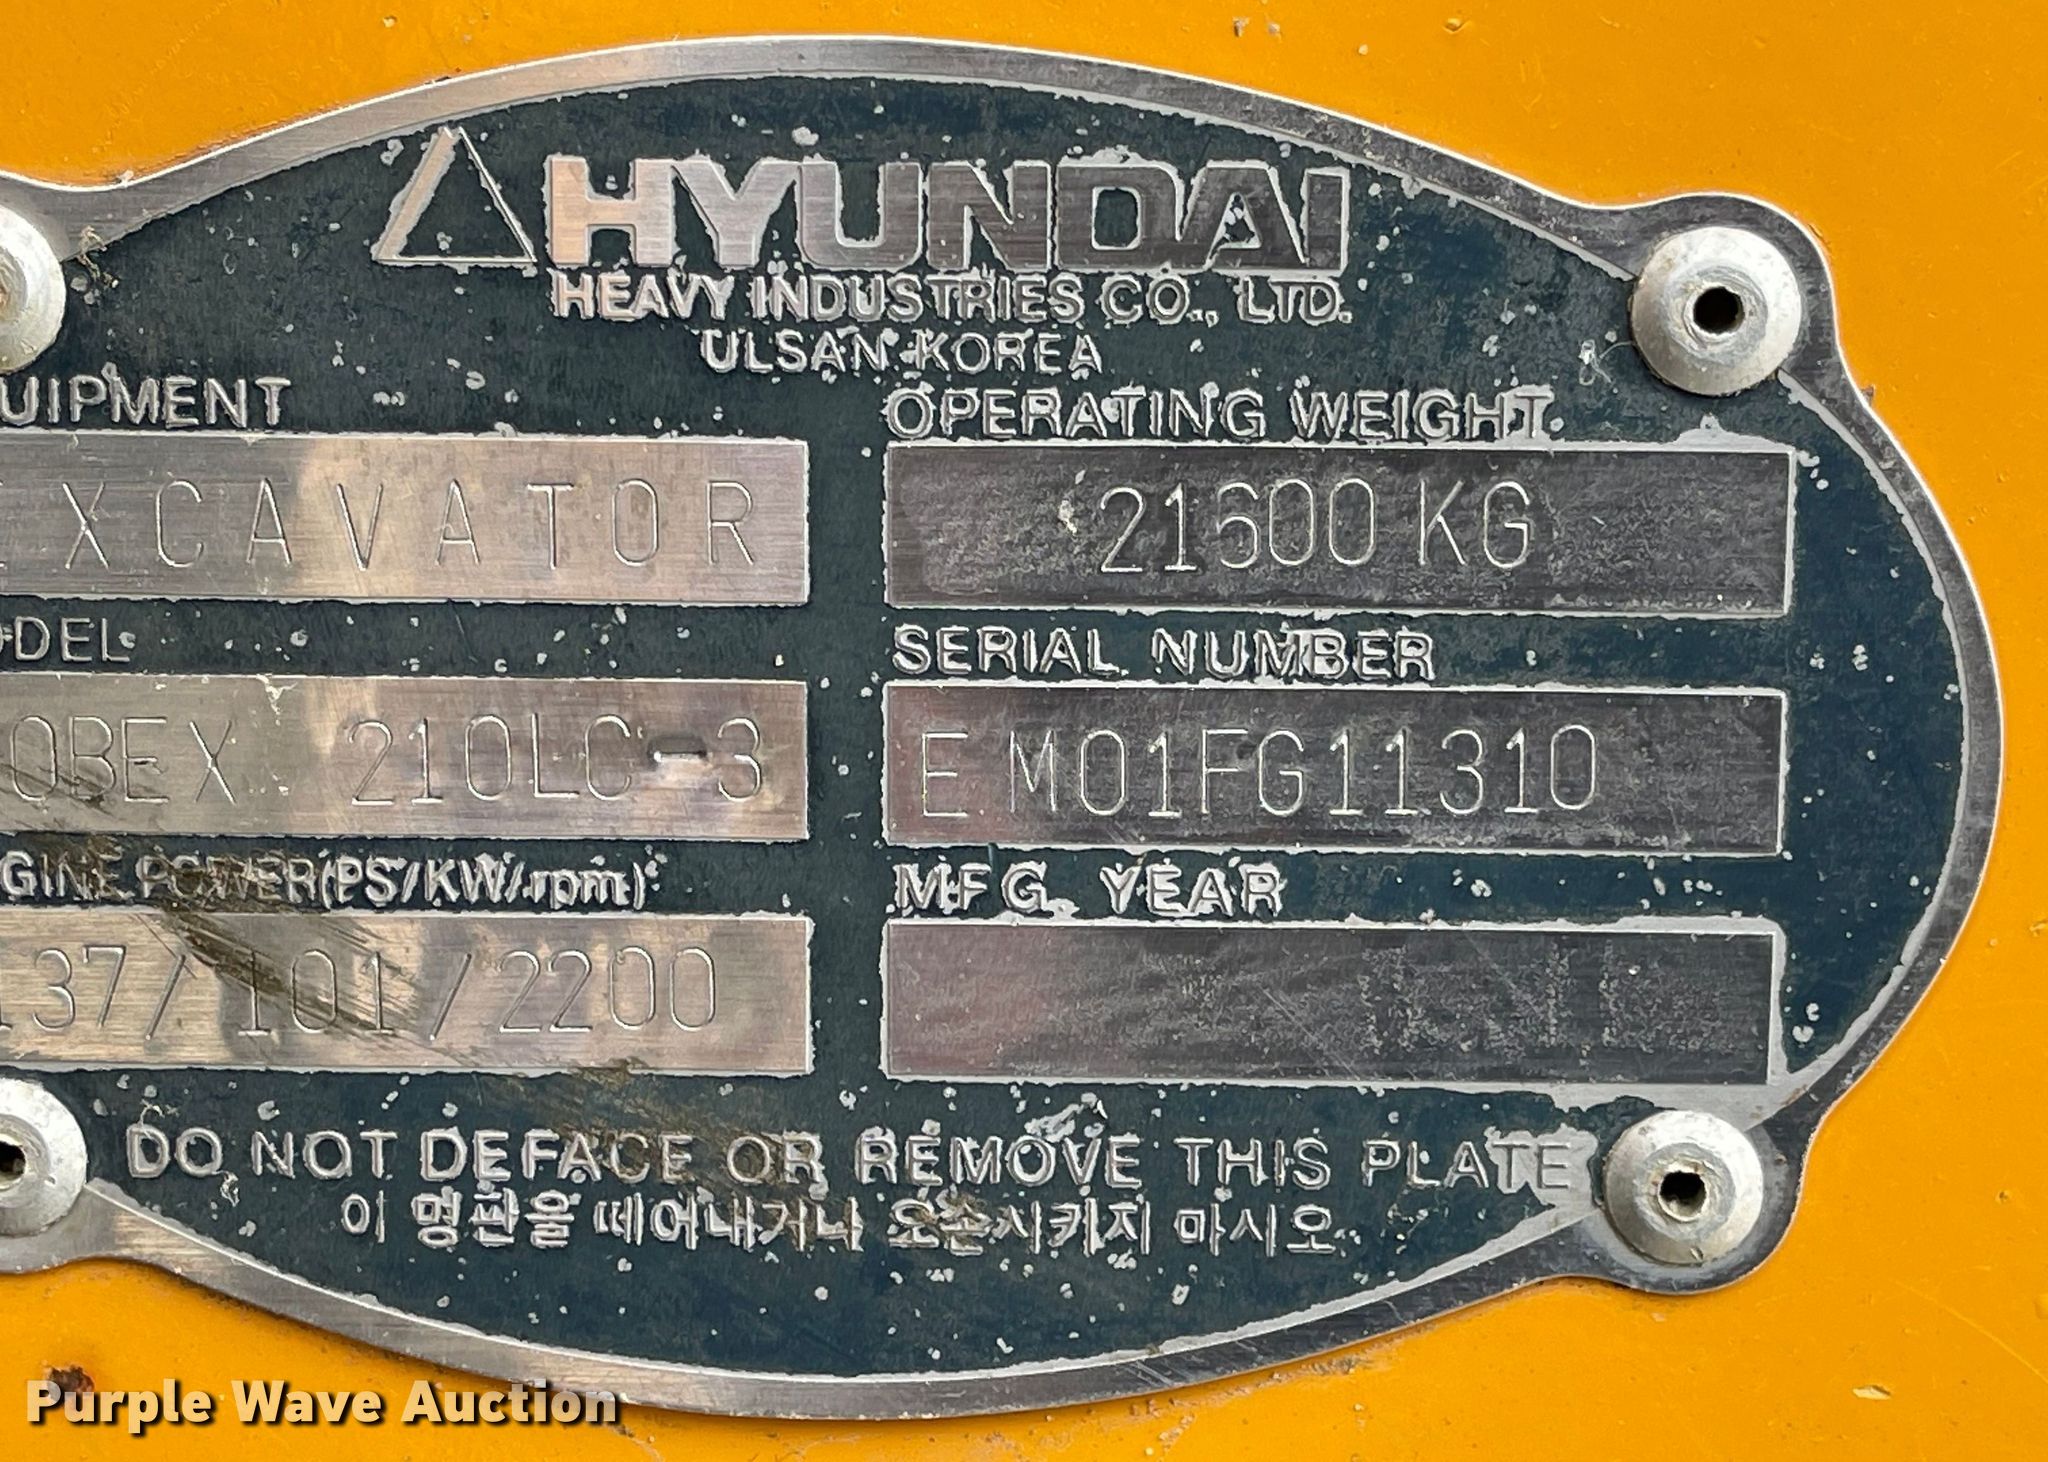 HYUNDAI
HEAVY INDUSTRIES CO., LTD.
ULSAN KOREA
UIPMENT
OPERATING WEIGHT
XCAVATOR
21600 KG
ODEL
SERIAL NUMBER
OBEX 210LC-3
E M01FG11310
GINE POWER(PS/KW/rpm)
MFG. YEAR
137/101/2200
DO NOT DEFACE OR REMOVE THIS PLATE
이 명판을 떼어내거나 오손시키지 마시오.
Purple Wave Auction